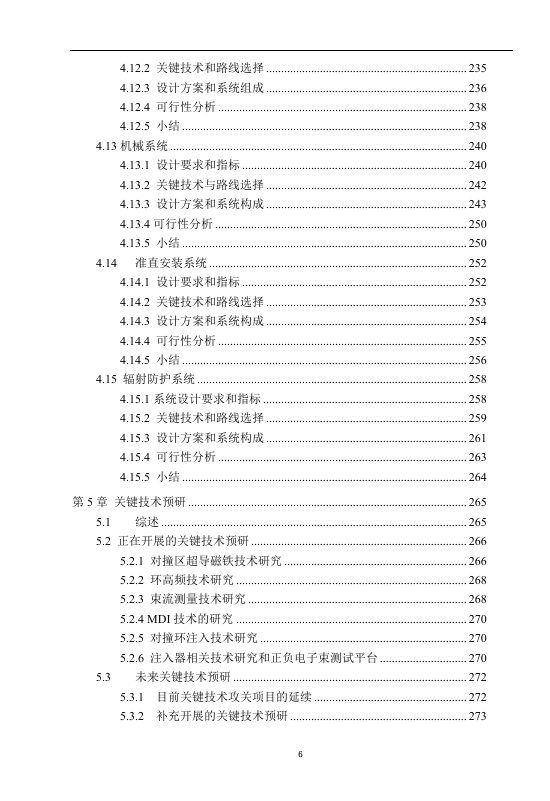 4.12.2 关键技术和路线选择 235
4.12.3 设计方案和系统组成 236
4.12.4 可行性分析 238
4.12.5 小结 238
4.13 机械系统 240
4.13.1 设计要求和指标 240
4.13.2 关键技术与路线选择 242
4.13.3 设计方案和系统构成 243
4.13.4 可行性分析 250
4.13.5 小结 250
4.14 准直安装系统 252
4.14.1 设计要求和指标 252
4.14.2 关键技术和路线选择 253
4.14.3 设计方案和系统构成 254
4.14.4 可行性分析 255
4.14.5 小结 256
4.15 辐射防护系统 258
4.15.1 系统设计要求和指标 258
4.15.2 关键技术和路线选择 259
4.15.3 设计方案和系统构成 261
4.15.4 可行性分析 263
4.15.5 小结 264
第 5 章 关键技术预研 265
5.1 综述 265
5.2 正在开展的关键技术预研 266
5.2.1 对撞区超导磁铁技术研究 266
5.2.2 环高频技术研究 268
5.2.3 束流测量技术研究 268
5.2.4 MDI 技术的研究 270
5.2.5 对撞环注入技术研究 270
5.2.6 注入器相关技术研究和正负电子束测试平台 270
5.3 未来关键技术预研 272
5.3.1 目前关键技术攻关项目的延续 272
5.3.2 补充开展的关键技术预研 273
6